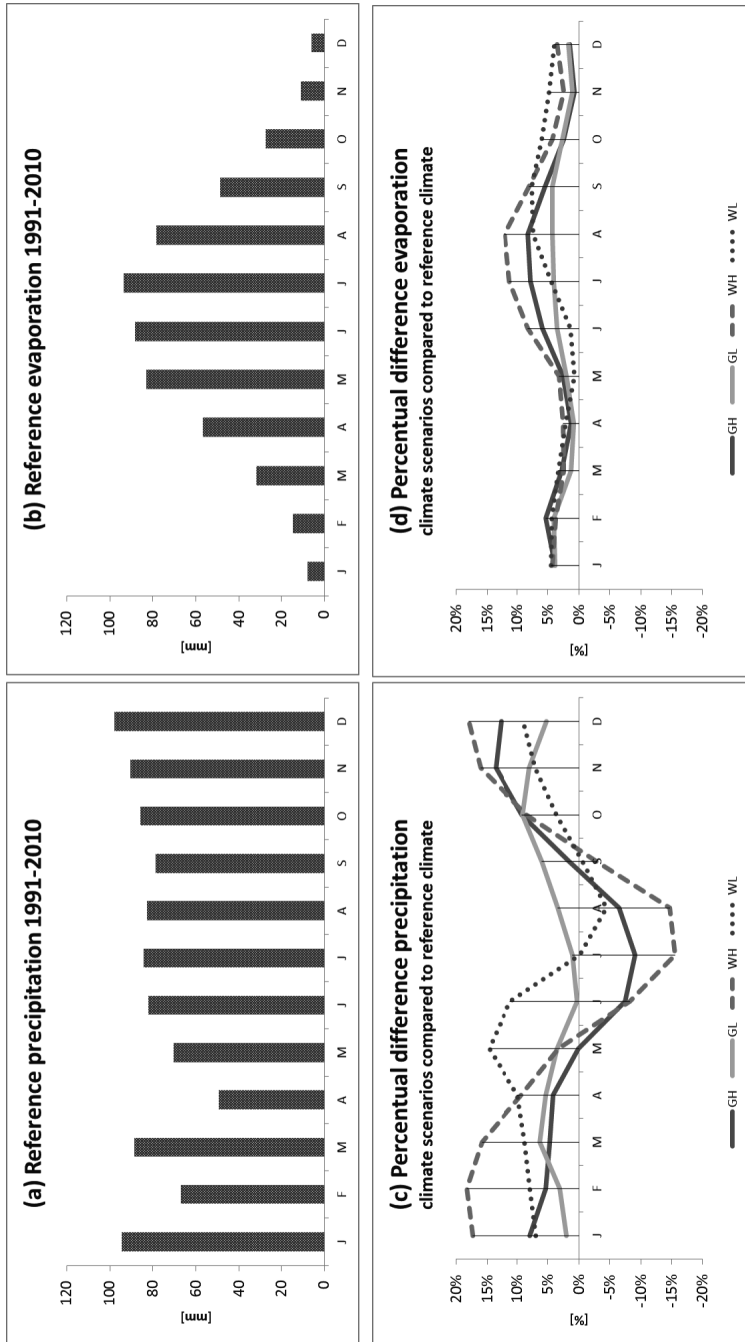 (a) Reference precipitation 1991-2010
120
100
80
60
40
20
0
[mm]
J F M A M J J A S O N D
(b) Reference evaporation 1991-2010
120
100
80
60
40
20
0
[mm]
J F M A M J J A S O N D
(c) Percentual difference precipitation
climate scenarios compared to reference climate
20%
15%
10%
5%
0%
-5%
-10%
-15%
-20%
[%]
J F M A M J J A S O N D
GH GL WH WL
(d) Percentual difference evaporation
climate scenarios compared to reference climate
20%
15%
10%
5%
0%
-5%
-10%
-15%
-20%
[%]
J F M A M J J A S O N D
GH GL WH WL